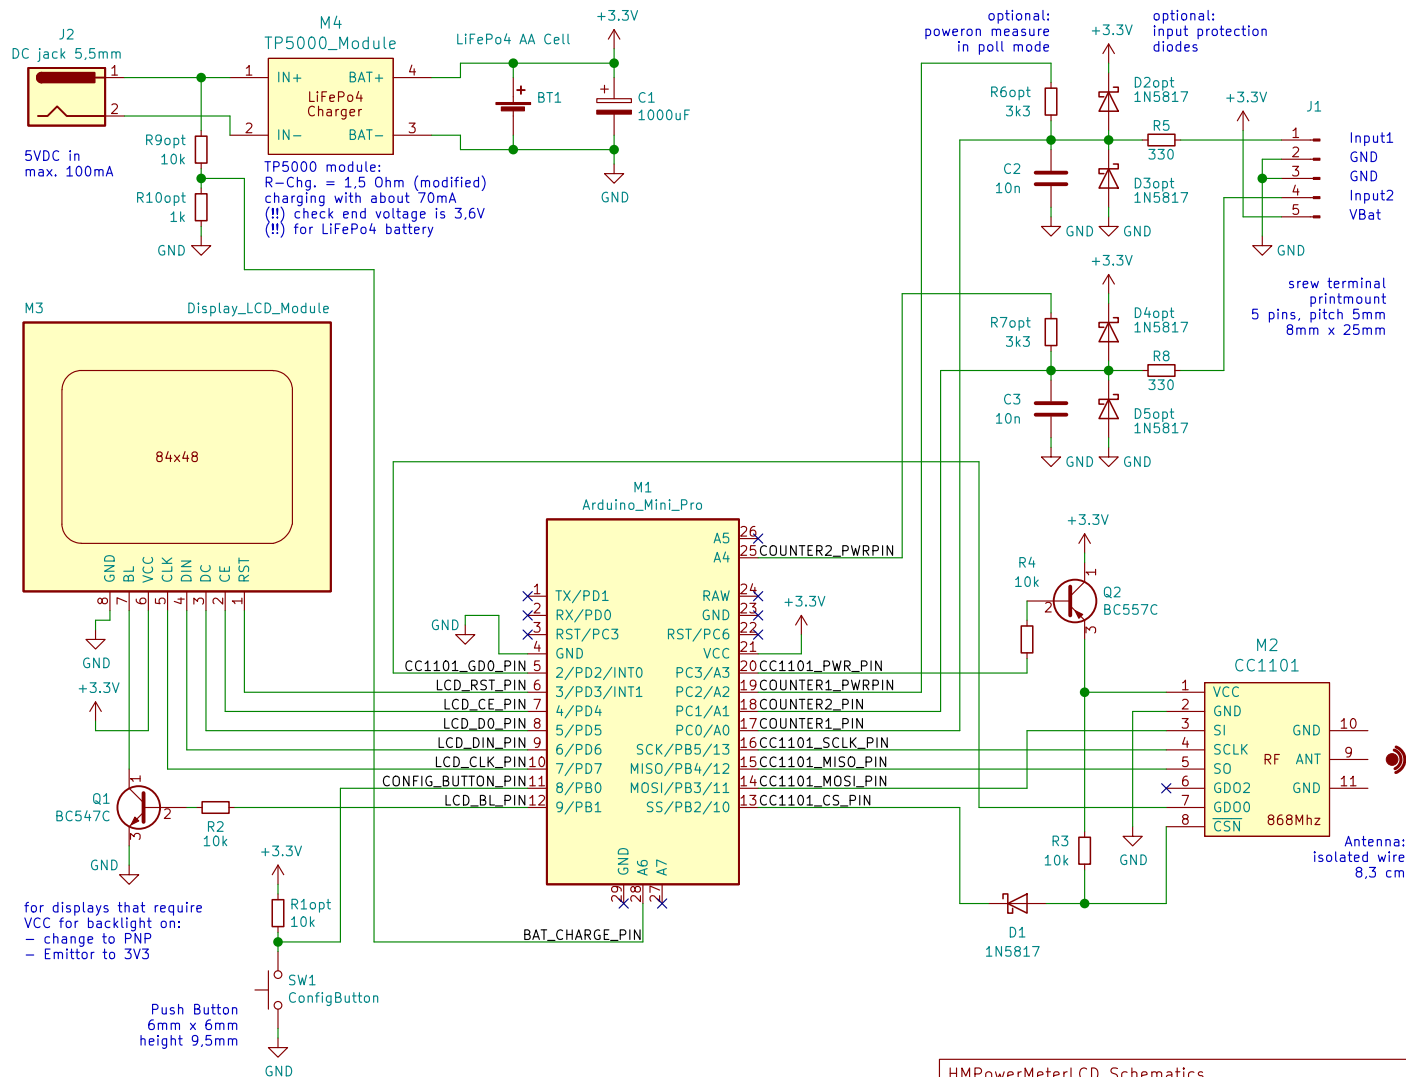 J2
DC jack 5,5mm
1
2
5VDC in
max. 100mA
R9opt
10k
R10opt
1k
GND
M4
TP5000_Module
1
2
IN+
IN-
LiFePo4
Charger
BAT+
BAT-
4
3
TP5000 module:
R-Chg. = 1,5 Ohm (modified)
charging with about 70mA
(!!) check end voltage is 3,6V
(!!) for LiFePo4 battery
LiFePo4 AA Cell
+
BT1
+3.3V
+
C1
1000uF
GND
optional:
poweron measure
in poll mode
optional:
input protection
diodes
+3.3V
R6opt
3k3
D2opt
1N5817
R5
330
C2
10n
D3opt
1N5817
GND
GND
+3.3V
J1
1
2
3
4
5
Input1
GND
GND
Input2
VBat
GND
srew terminal
printmount
5 pins, pitch 5mm
8mm x 25mm
+3.3V
R7opt
3k3
D4opt
1N5817
R8
330
C3
10n
D5opt
1N5817
GND
GND
M3
Display_LCD_Module
84x48
GND
BL
VCC
CLK
DIN
DC
CE
RST
8
7
6
5
4
3
2
1
GND
+3.3V
Q1
BC547C
1
2
3
R2
10k
GND
for displays that require
VCC for backlight on:
- change to PNP
- Emittor to 3V3
+3.3V
R1opt
10k
SW1
ConfigButton
Push Button
6mm x 6mm
height 9,5mm
GND
M1
Arduino_Mini_Pro
GND
CC1101_GD0_PIN
LCD_RST_PIN
LCD_CE_PIN
LCD_D0_PIN
LCD_DIN_PIN
LCD_CLK_PIN
CONFIG_BUTTON_PIN
LCD_BL_PIN
1
2
3
4
5
6
7
8
9
10
11
12
TX/PD1
RX/PD0
RST/PC3
GND
2/PD2/INT0
3/PD3/INT1
4/PD4
5/PD5
6/PD6
7/PD7
8/PB0
9/PB1
A5
A4
RAW
GND
RST/PC6
VCC
PC3/A3
PC2/A2
PC1/A1
PC0/A0
SCK/PB5/13
MISO/PB4/12
MOSI/PB3/11
SS/PB2/10
26
25
24
23
22
21
20
19
18
17
16
15
14
13
COUNTER2_PWRPIN
+3.3V
CC1101_PWR_PIN
COUNTER1_PWRPIN
COUNTER2_PIN
COUNTER1_PIN
CC1101_SCLK_PIN
CC1101_MISO_PIN
CC1101_MOSI_PIN
CC1101_CS_PIN
GND
A6
A7
29
28
27
BAT_CHARGE_PIN
+3.3V
R4
10k
1
2
3
Q2
BC557C
M2
CC1101
1
2
3
4
5
6
7
8
VCC
GND
SI
SCLK
SO
GDO2
GDO0
CSN
RF
868Mhz
GND
ANT
GND
10
9
11
GND
R3
10k
D1
1N5817
Antenna:
isolated wire
8,3 cm
HMPowerMeterLCD Schematics